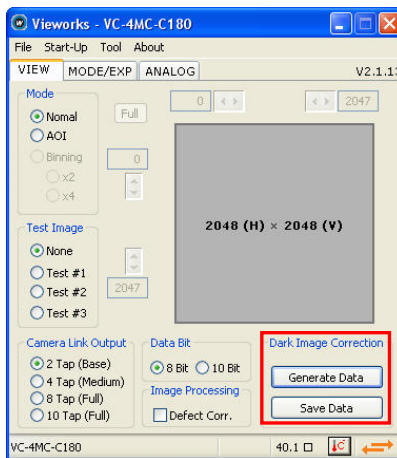 Vieworks - VC-4MC-C180
File Start-Up Tool About
VIEW MODE/EXP ANALOG V2.1.13
Mode
Nomal
AOI
Binning
x2
x4
Full
0
0
2047
2048 (H) × 2048 (V)
Test Image
None
Test #1
Test #2
Test #3
2047
Camera Link Output
2 Tap (Base)
4 Tap (Medium)
8 Tap (Full)
10 Tap (Full)
Data Bit
8 Bit 10 Bit
Image Processing
Defect Corr.
Dark Image Correction
Generate Data
Save Data
VC-4MC-C180 40.1 □ ℃